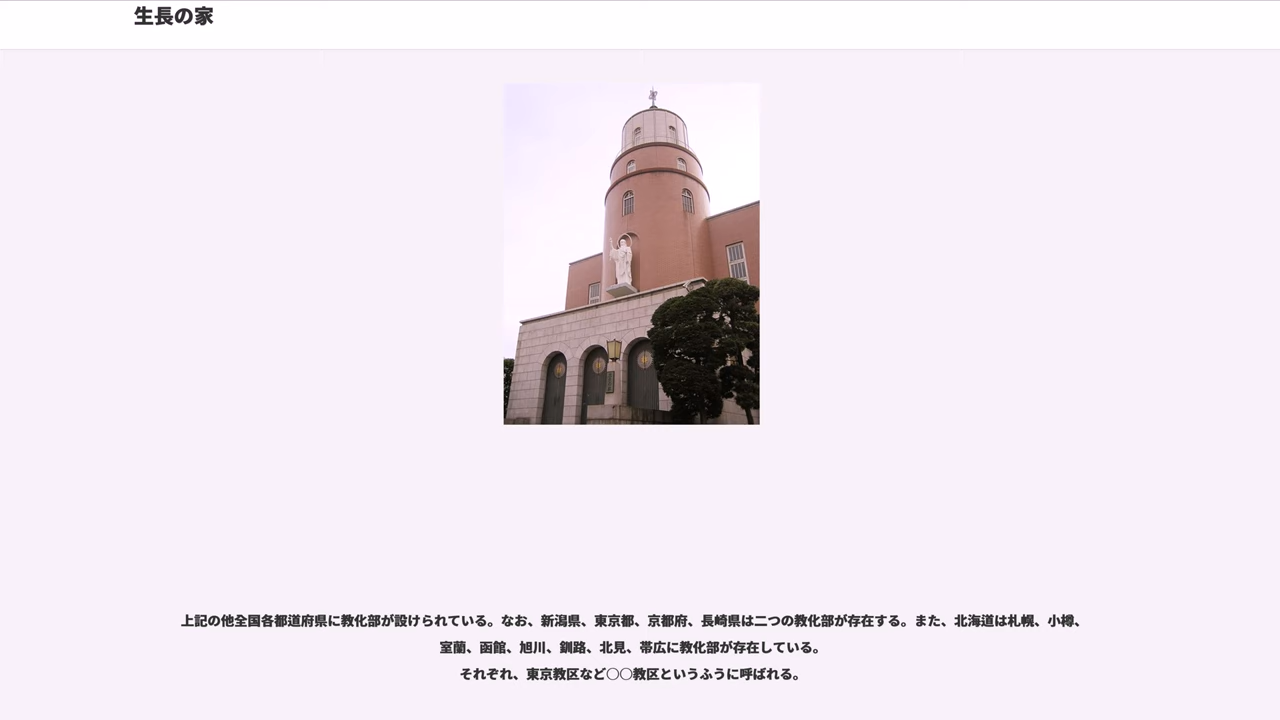 生長の家
上記の他全国各都道府県に教化部が設けられている。なお、新潟県、東京都、京都府、長崎県は二つの教化部が存在する。また、北海道は札幌、小樽、
室蘭、函館、旭川、釧路、北見、帯広に教化部が存在している。
それぞれ、東京教区など〇〇教区というふうに呼ばれる。